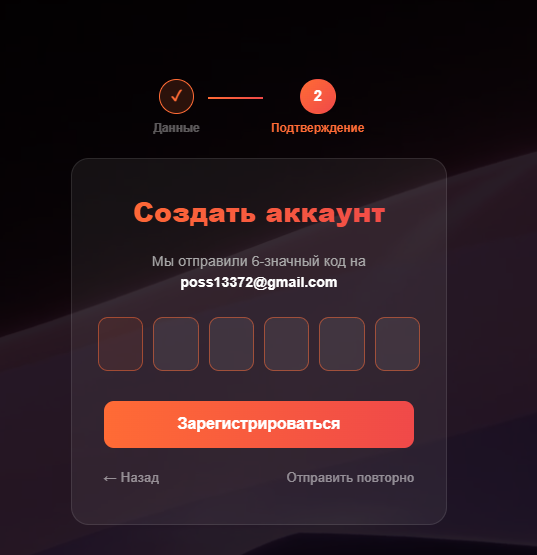 ✓ 2
Данные Подтверждение
Создать аккаунт
Мы отправили 6-значный код на
poss13372@gmail.com
Зарегистрироваться
← Назад Отправить повторно